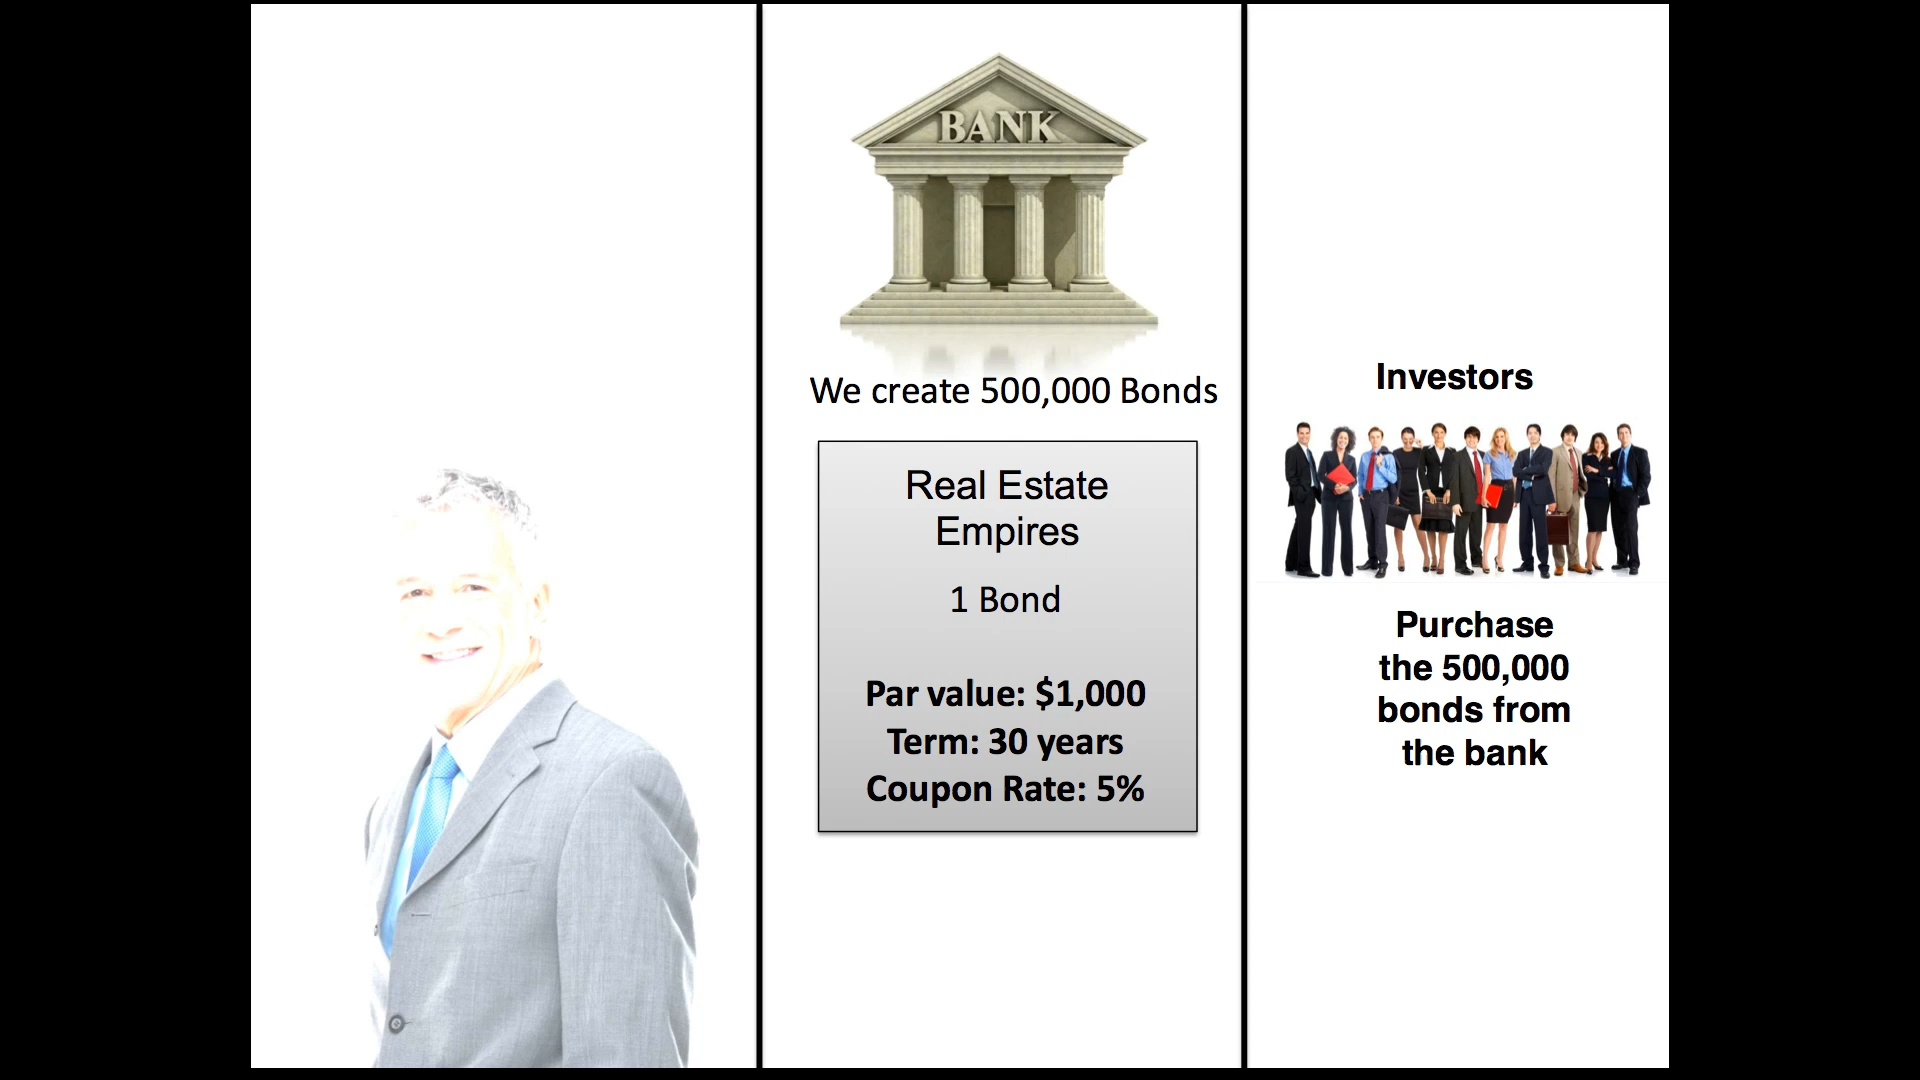 BANK
We create 500,000 Bonds
Real Estate
Empires
1 Bond
Par value: $1,000
Term: 30 years
Coupon Rate: 5%
Investors
Purchase
the 500,000
bonds from
the bank